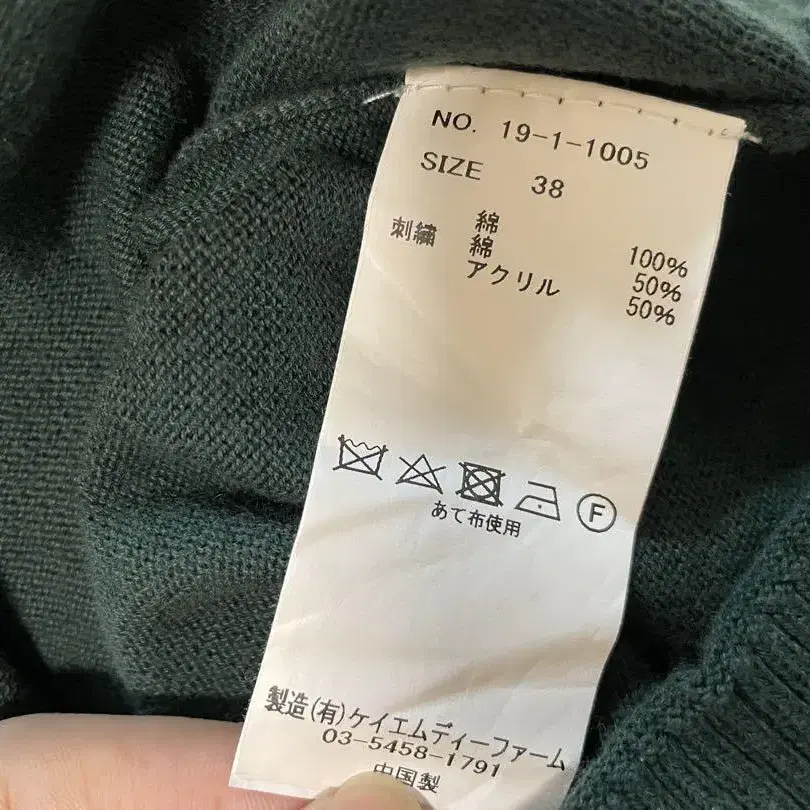 NO. 19-1-1005
SIZE 38
綿 100%
刺繍 綿 50%
アクリル 50%
F
あて布使用
製造(有)ケイエムディーファーム
03-5458-1791
中国製